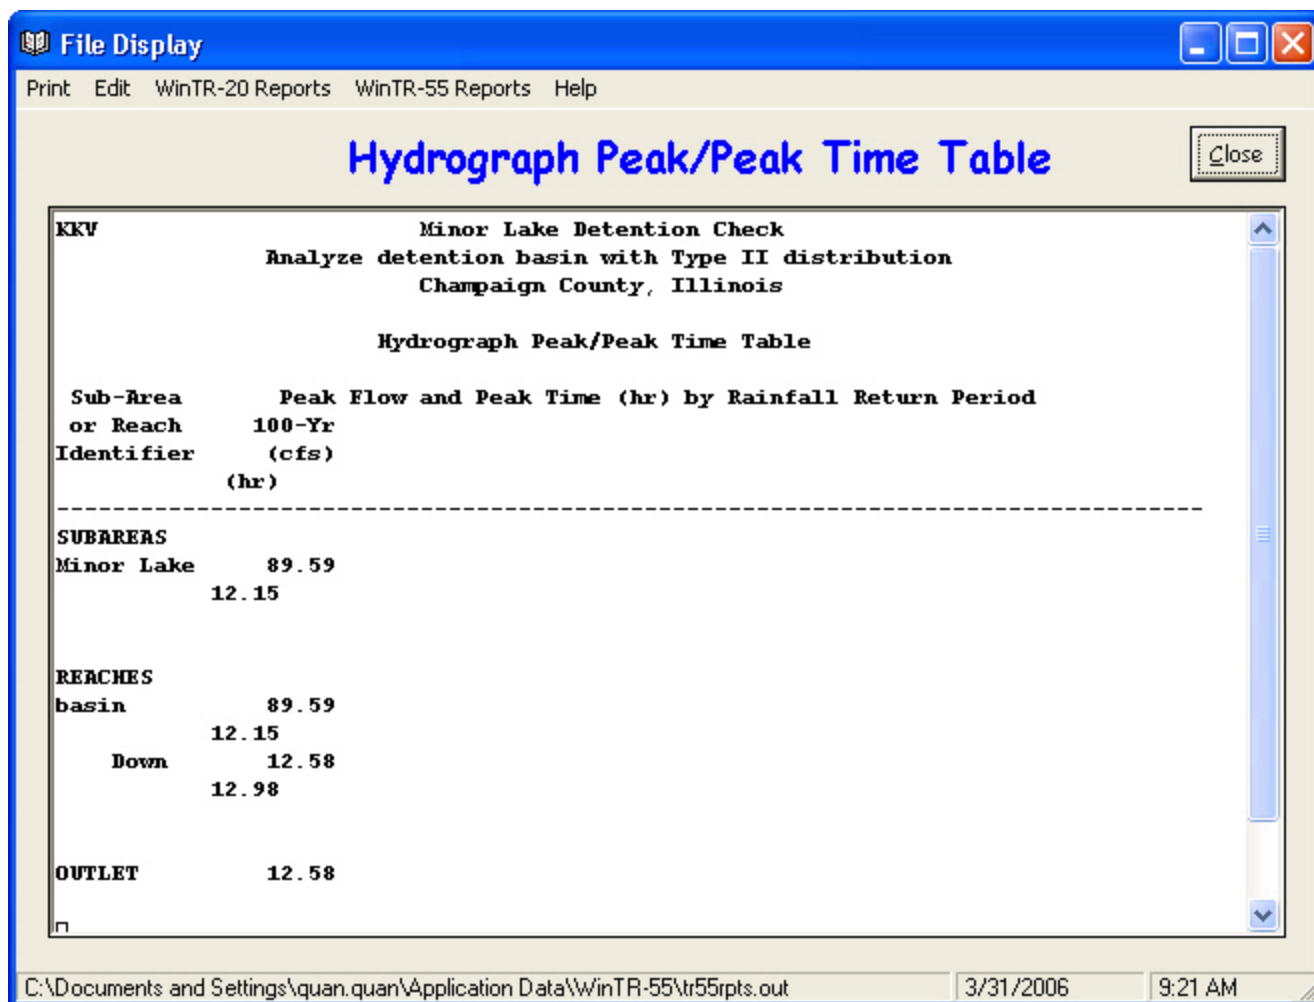 File Display
Print Edit WinTR-20 Reports WinTR-55 Reports Help
Hydrograph Peak/Peak Time Table
Close
KKV Minor Lake Detention Check
Analyze detention basin with Type II distribution
Champaign County, Illinois
Hydrograph Peak/Peak Time Table
Sub-Area Peak Flow and Peak Time (hr) by Rainfall Return Period
or Reach 100-Yr
Identifier (cfs)
(hr)
----------------------------------------------------------------------------------
SUBAREAS
Minor Lake 89.59
12.15
REACHES
basin 89.59
12.15
Down 12.58
12.98
OUTLET 12.58
C:\Documents and Settings\quan.quan\Application Data\WinTR-55\tr55rpts.out 3/31/2006 9:21 AM